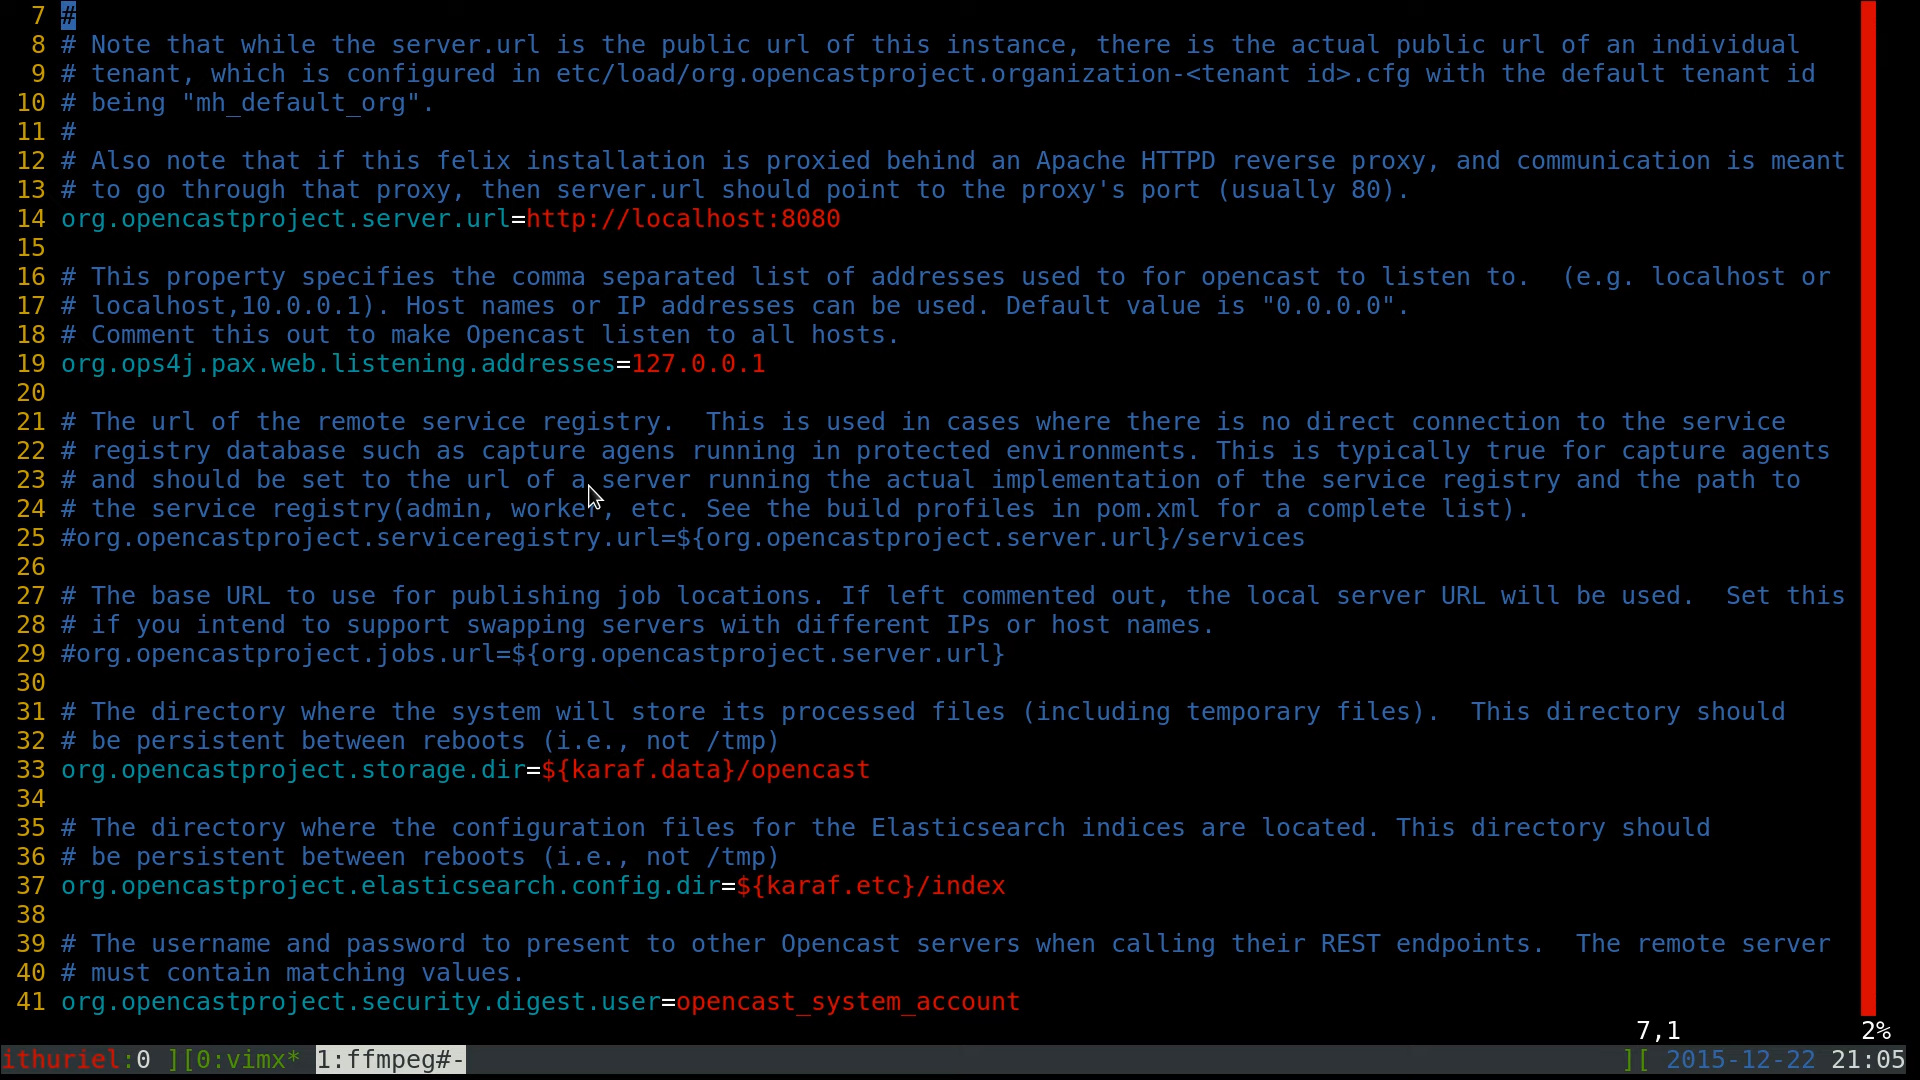 7 #
8 # Note that while the server.url is the public url of this instance, there is the actual public url of an individual
9 # tenant, which is configured in etc/load/org.opencastproject.organization-<tenant id>.cfg with the default tenant id
10 # being "mh_default_org".
11 #
12 # Also note that if this felix installation is proxied behind an Apache HTTPD reverse proxy, and communication is meant
13 # to go through that proxy, then server.url should point to the proxy's port (usually 80).
14 org.opencastproject.server.url=http://localhost:8080
15
16 # This property specifies the comma separated list of addresses used to for opencast to listen to.  (e.g. localhost or
17 # localhost,10.0.0.1). Host names or IP addresses can be used. Default value is "0.0.0.0".
18 # Comment this out to make Opencast listen to all hosts.
19 org.ops4j.pax.web.listening.addresses=127.0.0.1
20
21 # The url of the remote service registry.  This is used in cases where there is no direct connection to the service
22 # registry database such as capture agens running in protected environments. This is typically true for capture agents
23 # and should be set to the url of a server running the actual implementation of the service registry and the path to
24 # the service registry(admin, worker, etc. See the build profiles in pom.xml for a complete list).
25 #org.opencastproject.serviceregistry.url=${org.opencastproject.server.url}/services
26
27 # The base URL to use for publishing job locations. If left commented out, the local server URL will be used.  Set this
28 # if you intend to support swapping servers with different IPs or host names.
29 #org.opencastproject.jobs.url=${org.opencastproject.server.url}
30
31 # The directory where the system will store its processed files (including temporary files).  This directory should
32 # be persistent between reboots (i.e., not /tmp)
33 org.opencastproject.storage.dir=${karaf.data}/opencast
34
35 # The directory where the configuration files for the Elasticsearch indices are located. This directory should
36 # be persistent between reboots (i.e., not /tmp)
37 org.opencastproject.elasticsearch.config.dir=${karaf.etc}/index
38
39 # The username and password to present to other Opencast servers when calling their REST endpoints.  The remote server
40 # must contain matching values.
41 org.opencastproject.security.digest.user=opencast_system_account
7,1 2%
ithuriel:0 ][0:vimx* 1:ffmpeg#- ][ 2015-12-22 21:05